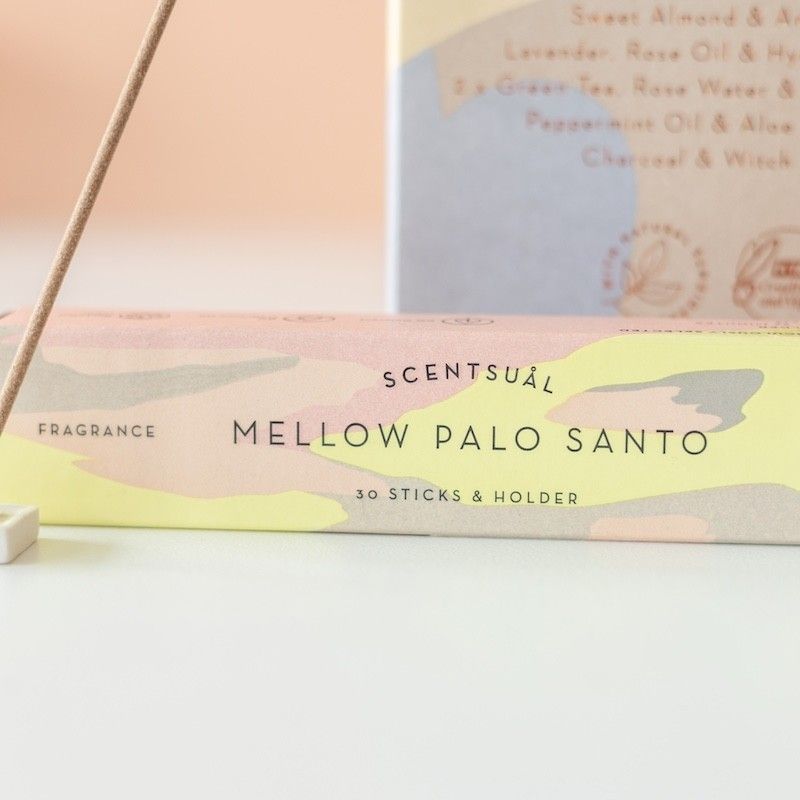 Sweet Almond &
Lavender, Rose Oil &
2 x Green Tea, Rose Water &
Peppermint Oil & Aloe
Charcoal & Witch
SCENTSUÅL
FRAGRANCE
MELLOW PALO SANTO
30 STICKS & HOLDER